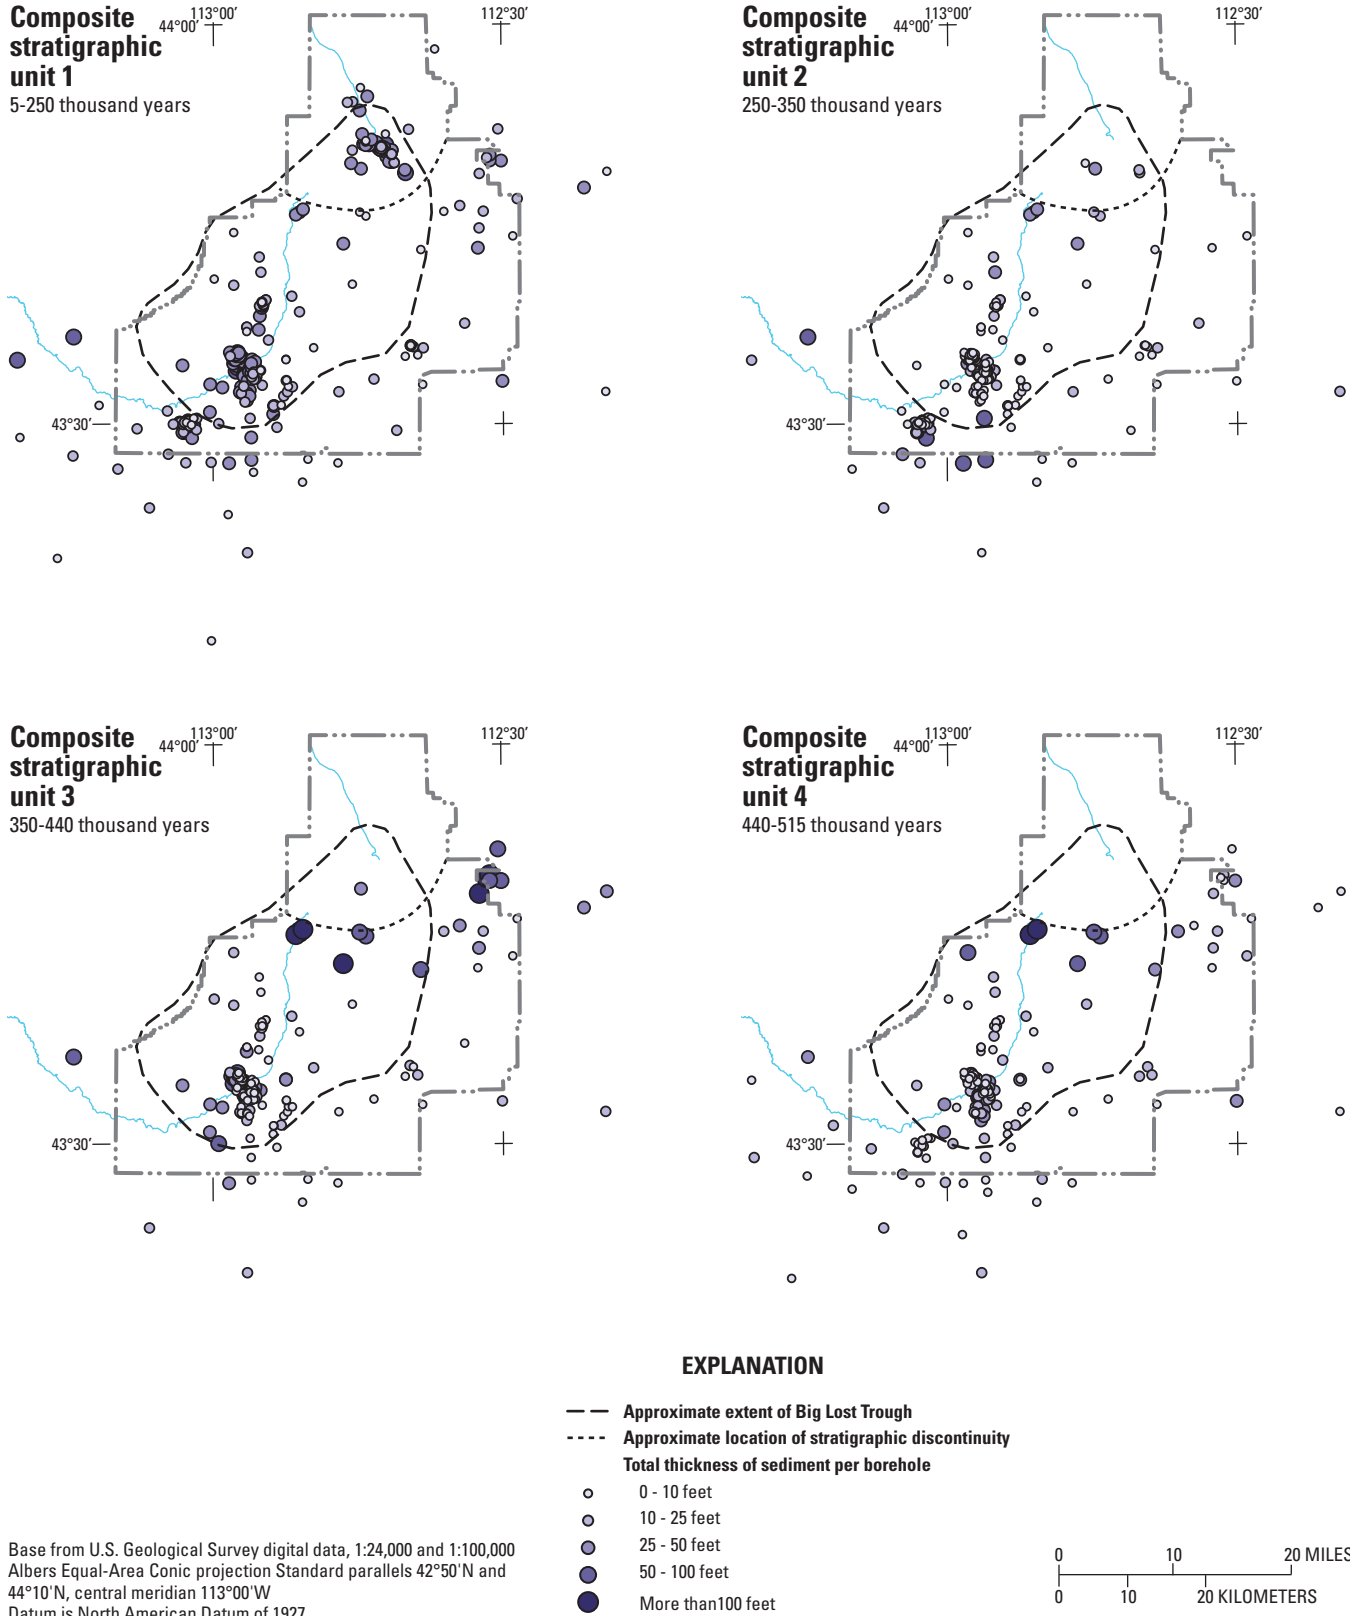 Composite
stratigraphic
unit 1
5-250 thousand years
113°00'
44°00'
112°30'
43°30'
Composite
stratigraphic
unit 2
250-350 thousand years
113°00'
44°00'
112°30'
43°30'
Composite
stratigraphic
unit 3
350-440 thousand years
113°00'
44°00'
112°30'
43°30'
Composite
stratigraphic
unit 4
440-515 thousand years
113°00'
44°00'
112°30'
43°30'
EXPLANATION
Approximate extent of Big Lost Trough
Approximate location of stratigraphic discontinuity
Total thickness of sediment per borehole
0 - 10 feet
10 - 25 feet
25 - 50 feet
50 - 100 feet
More than100 feet
Base from U.S. Geological Survey digital data, 1:24,000 and 1:100,000
Albers Equal-Area Conic projection Standard parallels 42°50'N and
44°10'N, central meridian 113°00'W
Datum is North American Datum of 1927
0 10 20 MILES
0 10 20 KILOMETERS